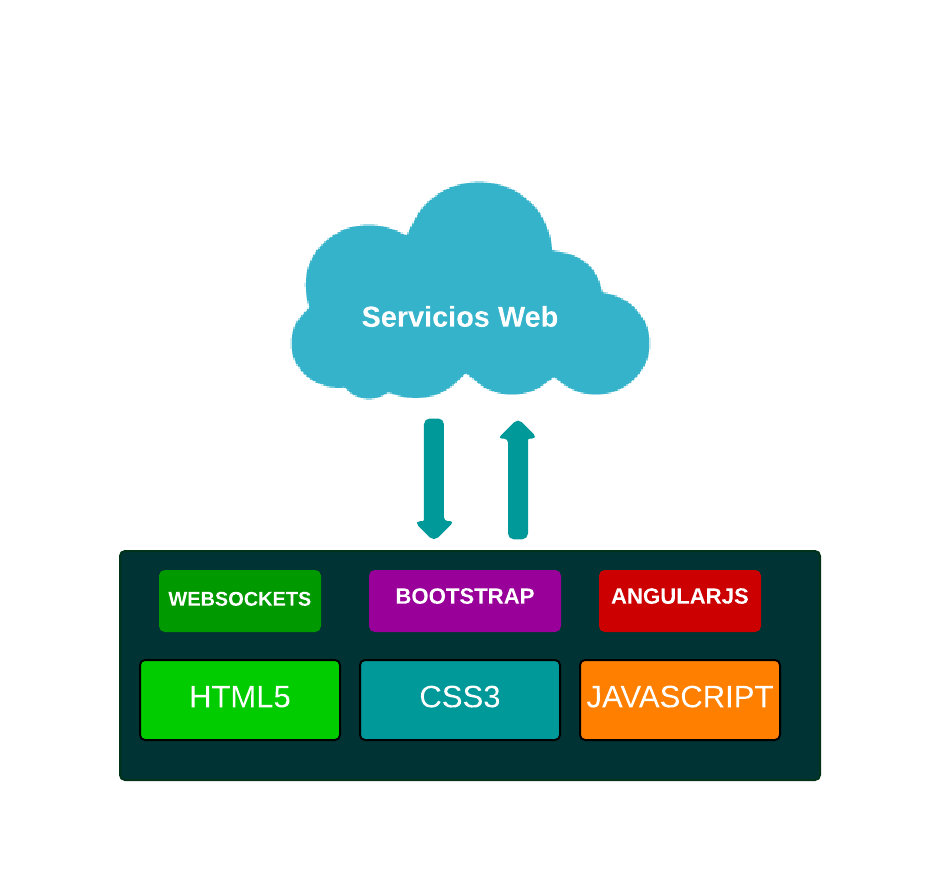 Servicios Web
WEBSOCKETS
BOOTSTRAP
ANGULARJS
HTML5
CSS3
JAVASCRIPT